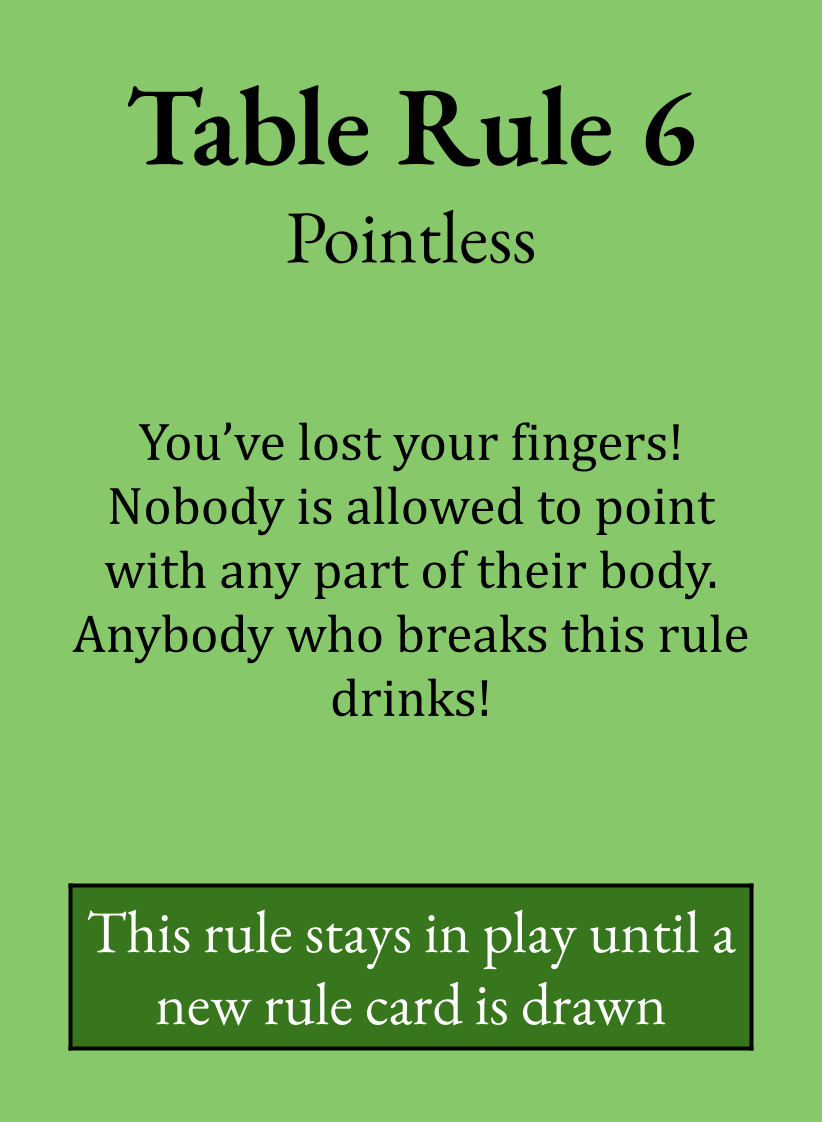 Table Rule 6
Pointless
You’ve lost your fingers!
Nobody is allowed to point
with any part of their body.
Anybody who breaks this rule
drinks!
This rule stays in play until a
new rule card is drawn